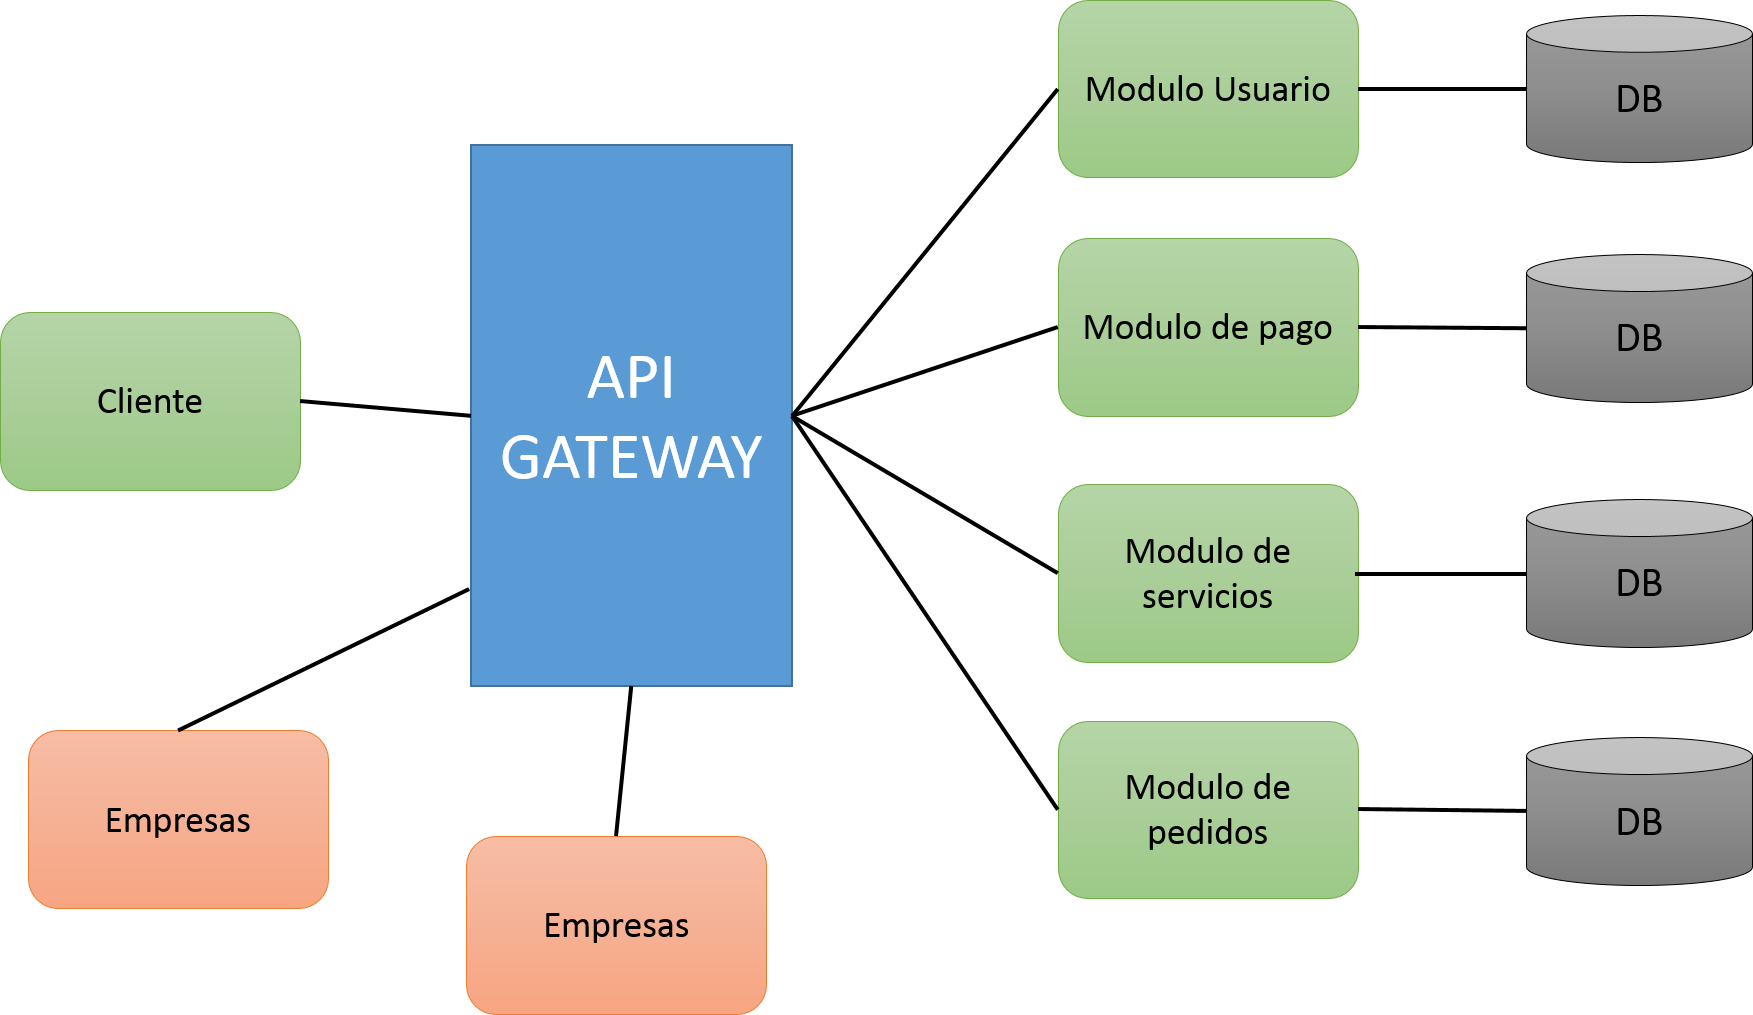 Modulo Usuario
DB
Modulo de pago
DB
Cliente
API
GATEWAY
Modulo de
servicios
DB
Modulo de
pedidos
DB
Empresas
Empresas